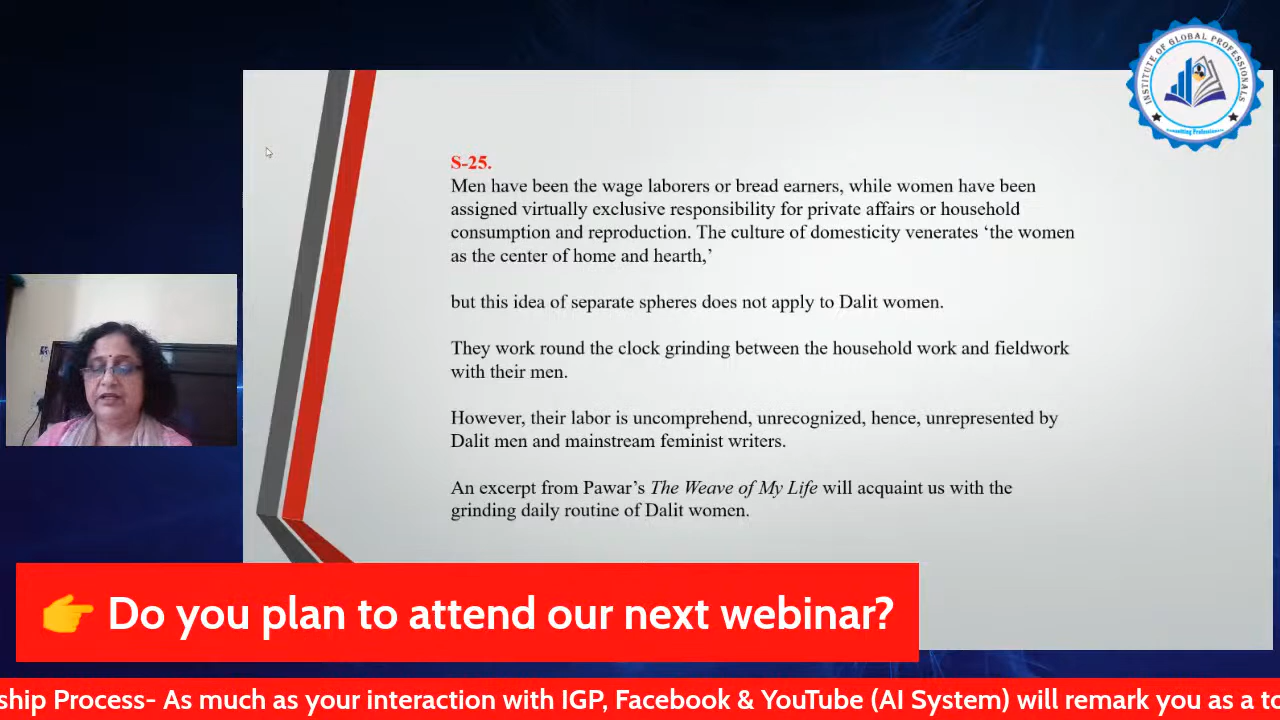 INSTITUTE OF GLOBAL PROFESSIONALS
S-25.
Men have been the wage laborers or bread earners, while women have been
assigned virtually exclusive responsibility for private affairs or household
consumption and reproduction. The culture of domesticity venerates ‘the women
as the center of home and hearth,’
but this idea of separate spheres does not apply to Dalit women.
They work round the clock grinding between the household work and fieldwork
with their men.
However, their labor is uncomprehend, unrecognized, hence, unrepresented by
Dalit men and mainstream feminist writers.
An excerpt from Pawar’s The Weave of My Life will acquaint us with the
grinding daily routine of Dalit women.
👉 Do you plan to attend our next webinar?
ship Process- As much as your interaction with IGP, Facebook & YouTube (AI System) will remark you as a to